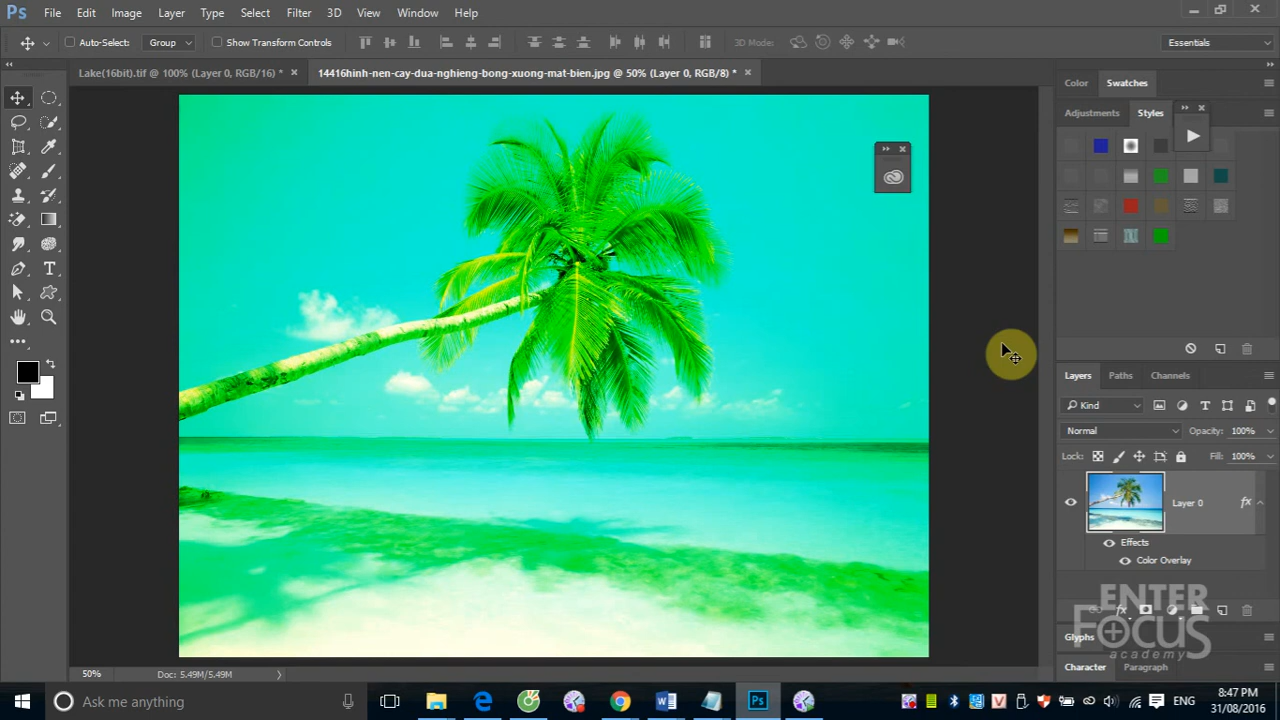 Ps File Edit Image Layer Type Select Filter 3D View Window Help
Auto-Select: Group Show Transform Controls 3D Mode: Essentials
Lake(16bit).tif @ 100% (Layer 0, RGB/16) * × 14416hinh-nen-cay-dua-nghieng-bong-xuong-mat-bien.jpg @ 50% (Layer 0, RGB/8) * ×
Color Swatches
Adjustments Styles
Layers Paths Channels
Kind
Normal Opacity: 100%
Lock: Fill: 100%
Layer 0 fx
Effects
Color Overlay
ENTER
FOCUS
academy
Glyphs
Character Paragraph
50% Doc: 5.49M/5.49M
Ask me anything ENG 8:47 PM
31/08/2016